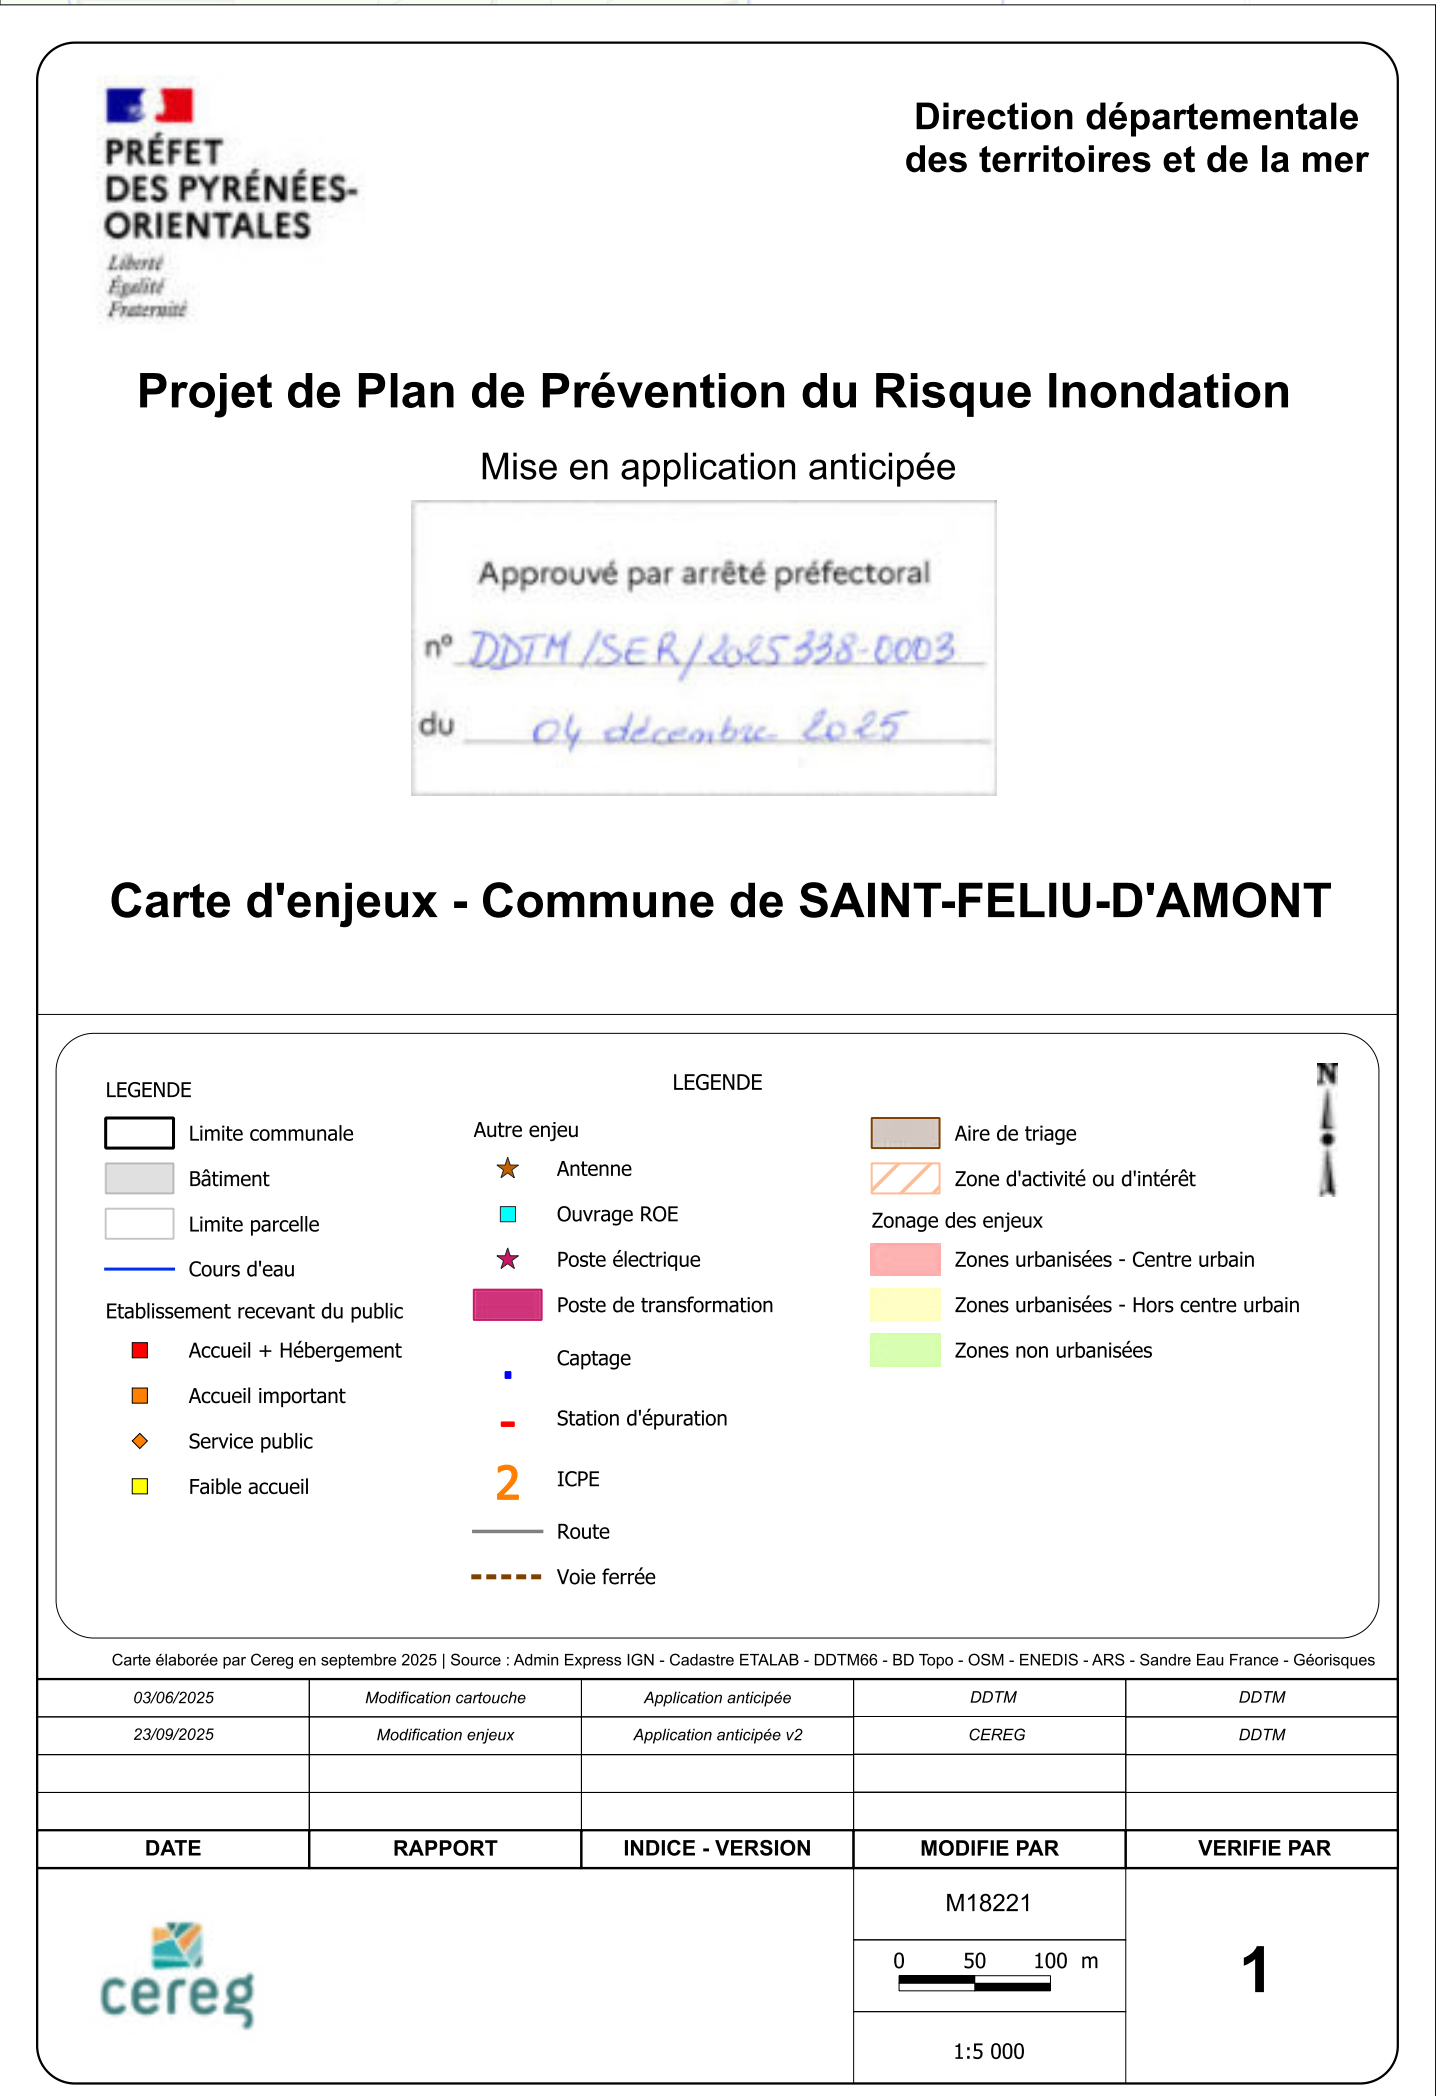 PRÉFET
DES PYRÉNÉES-
ORIENTALES
Liberté
Égalité
Fraternité
Direction départementale
des territoires et de la mer
Projet de Plan de Prévention du Risque Inondation
Mise en application anticipée
Approuvé par arrêté préfectoral
n° DDTM/SER/2025338-0003
du 04 décembre 2025
Carte d'enjeux - Commune de SAINT-FELIU-D'AMONT
LEGENDE
N
LEGENDE
Limite communale
Bâtiment
Limite parcelle
Cours d'eau
Etablissement recevant du public
Accueil + Hébergement
Accueil important
Service public
Faible accueil
Autre enjeu
Antenne
Ouvrage ROE
Poste électrique
Poste de transformation
Captage
Station d'épuration
2 ICPE
Route
Voie ferrée
Aire de triage
Zone d'activité ou d'intérêt
Zonage des enjeux
Zones urbanisées - Centre urbain
Zones urbanisées - Hors centre urbain
Zones non urbanisées
Carte élaborée par Cereg en septembre 2025 | Source : Admin Express IGN - Cadastre ETALAB - DDTM66 - BD Topo - OSM - ENEDIS - ARS - Sandre Eau France - Géorisques
03/06/2025 Modification cartouche Application anticipée DDTM DDTM
23/09/2025 Modification enjeux Application anticipée v2 CEREG DDTM
DATE RAPPORT INDICE - VERSION MODIFIE PAR VERIFIE PAR
cereg
M18221
0 50 100 m
1:5 000
1